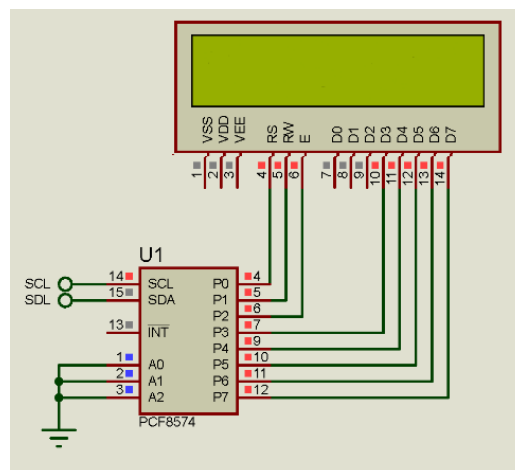 VSS VDD VEE RS RW E D0 D1 D2 D3 D4 D5 D6 D7
1 2 3 4 5 6 7 8 9 10 11 12 13 14
U1
SCL 14 SCL P0 4
SDL 15 SDA P1 5
P2 6
13 INT P3 7
P4 9
1 A0 P5 10
2 A1 P6 11
3 A2 P7 12
PCF8574